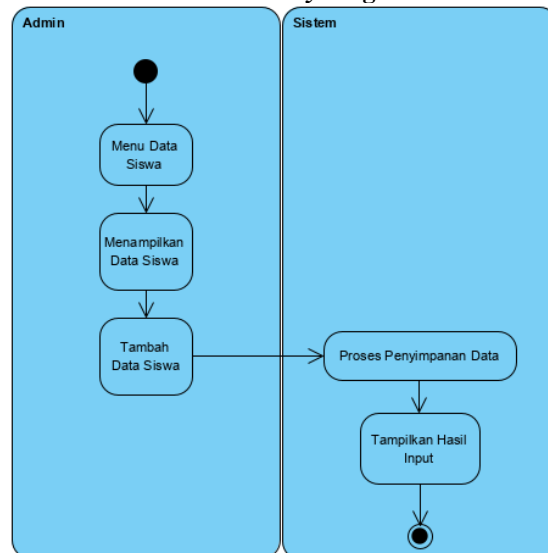 Admin
Sistem
Menu Data
Siswa
Menampilkan
Data Siswa
Tambah
Data Siswa
Proses Penyimpanan Data
Tampilkan Hasil
Input